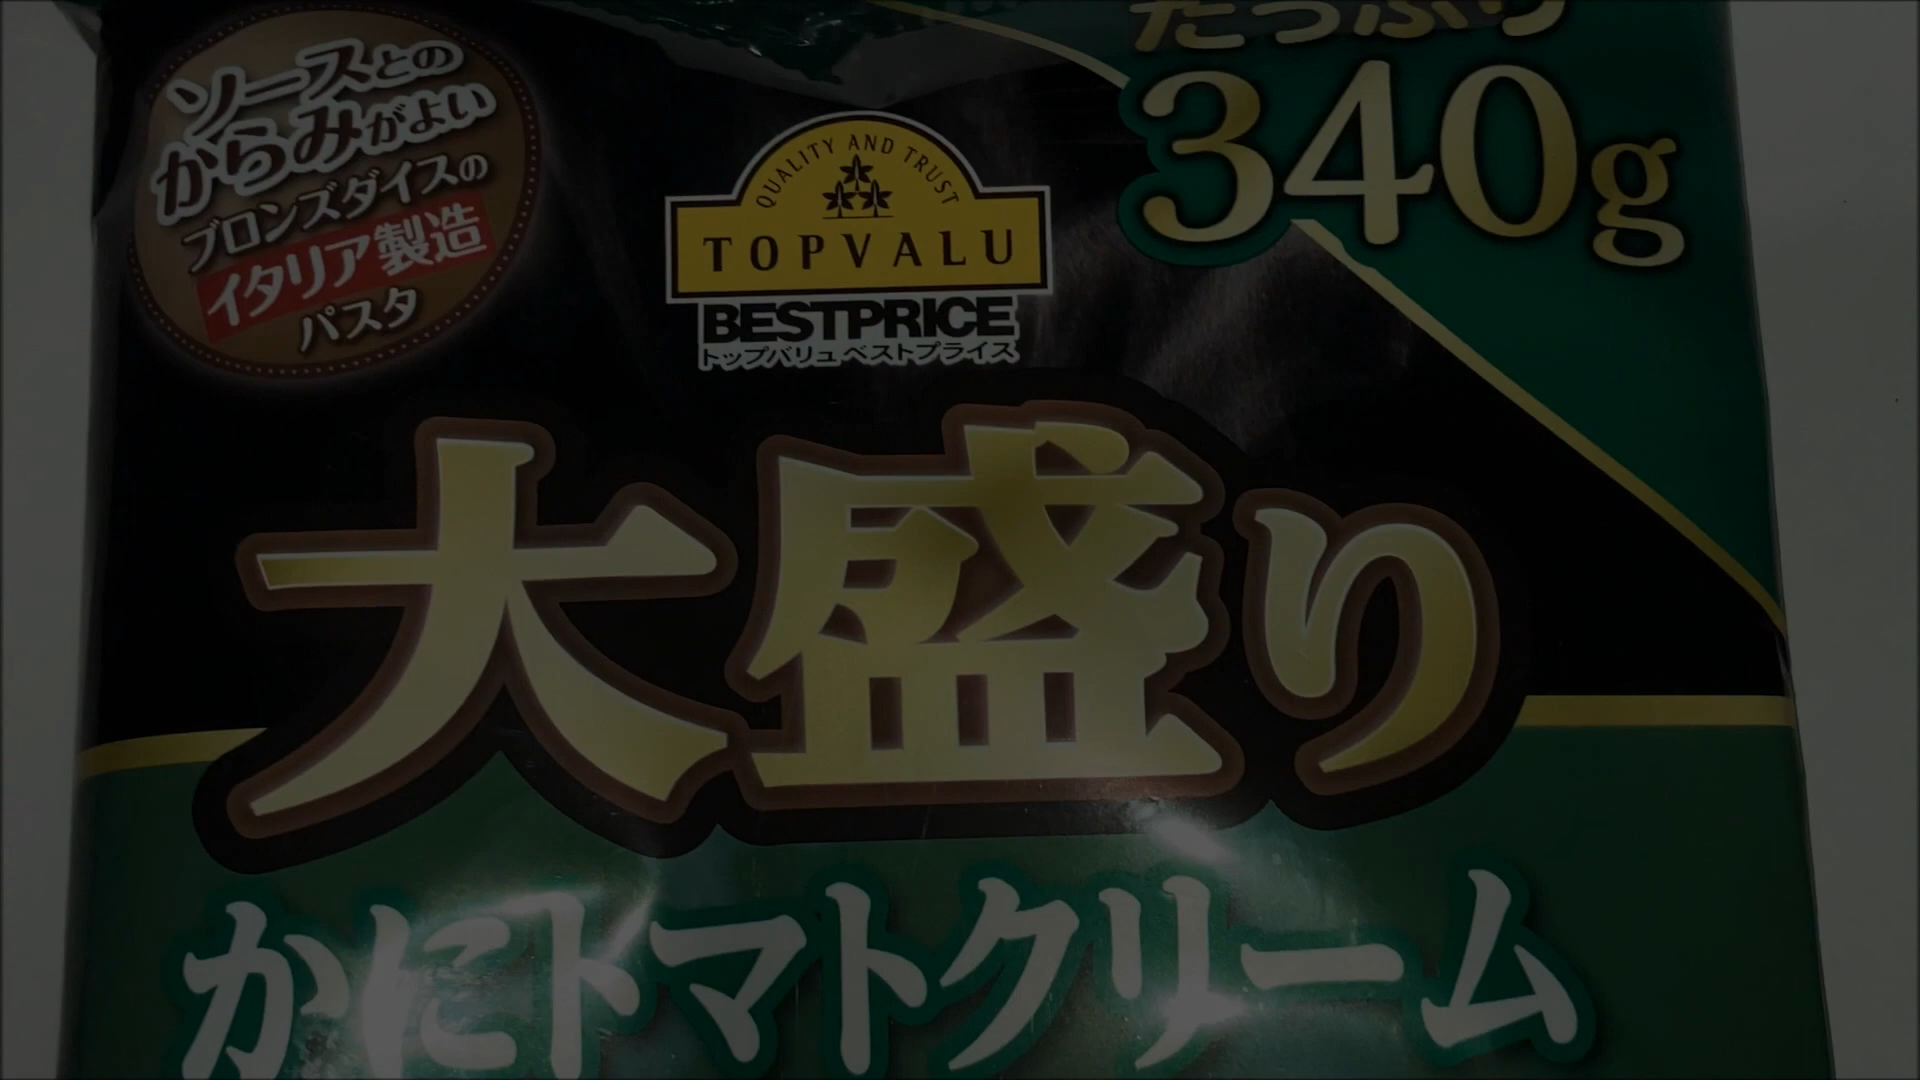 たっぷり
340g
ソースとの
からみがよい
ブロンズダイスの
イタリア製造
パスタ
QUALITY AND TRUST
TOPVALU
BESTPRICE
トップバリュ ベストプライス
大盛り
かにトマトクリーム